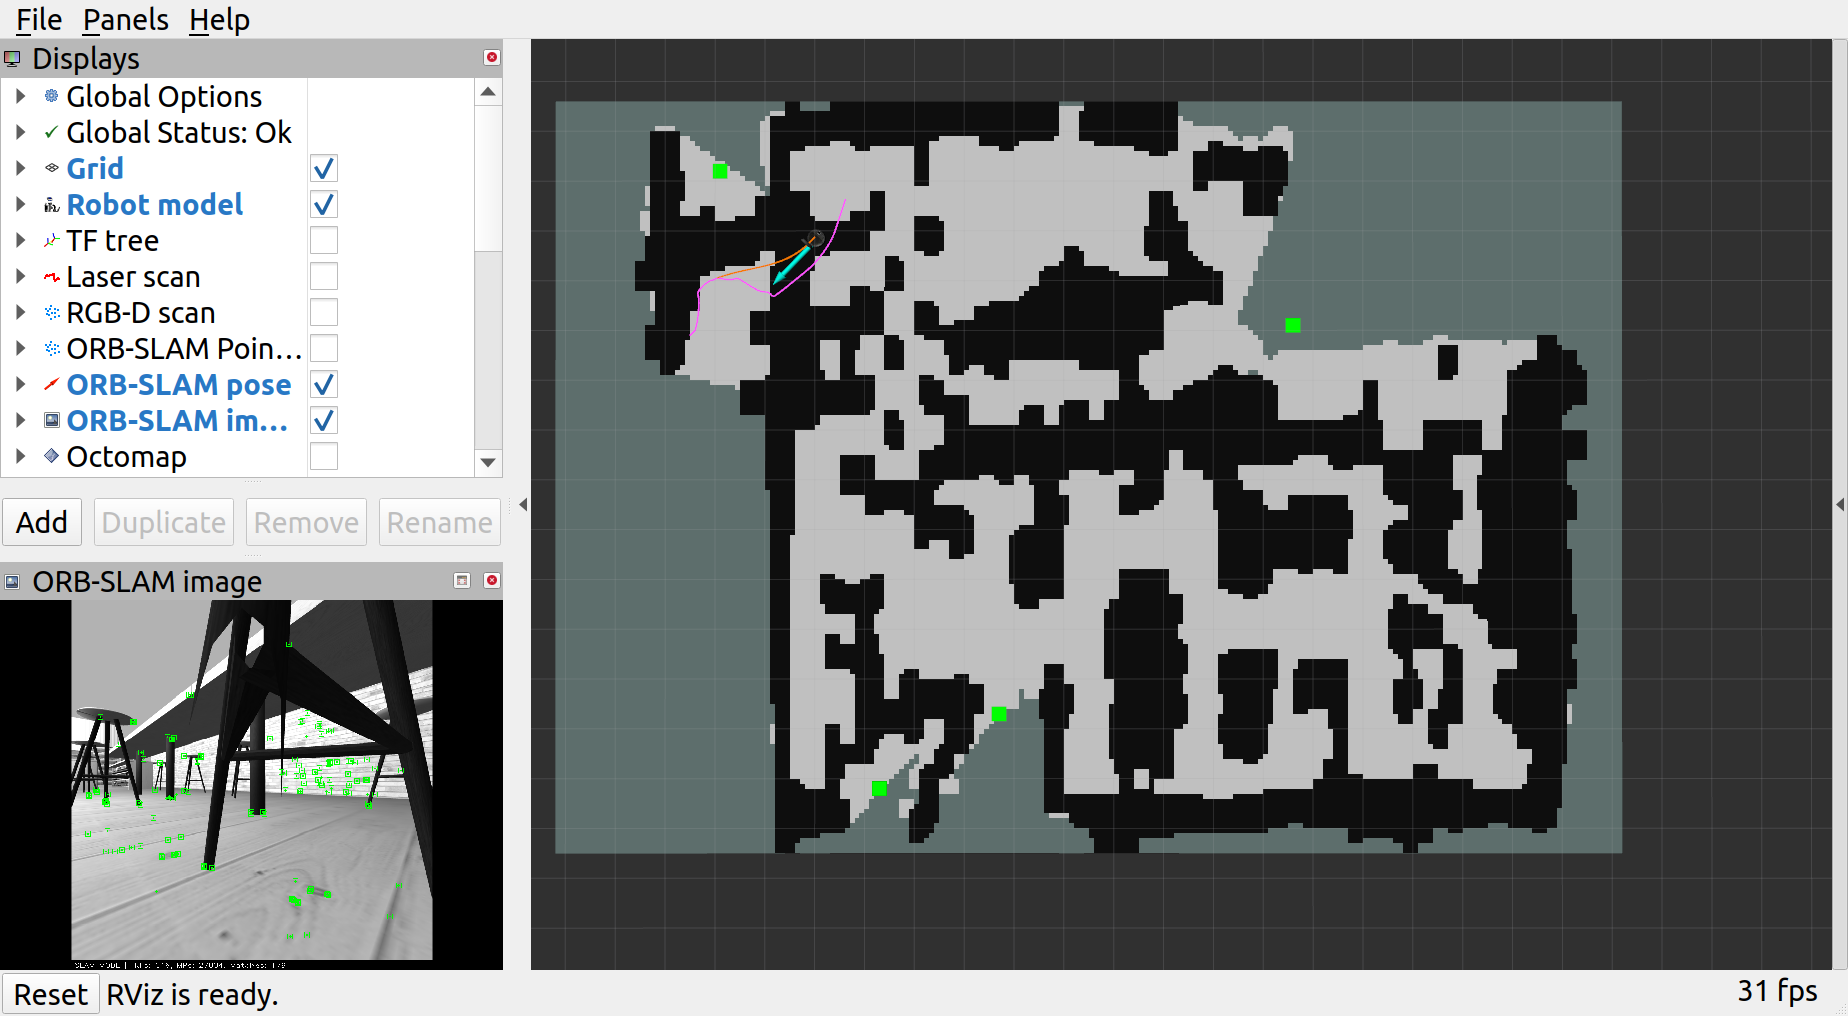 File Panels Help
Displays
Global Options
Global Status: Ok
Grid
Robot model
TF tree
Laser scan
RGB-D scan
ORB-SLAM Poin...
ORB-SLAM pose
ORB-SLAM im...
Octomap
Add Duplicate Remove Rename
ORB-SLAM image
SLAM MODE |
Reset RViz is ready. 31 fps